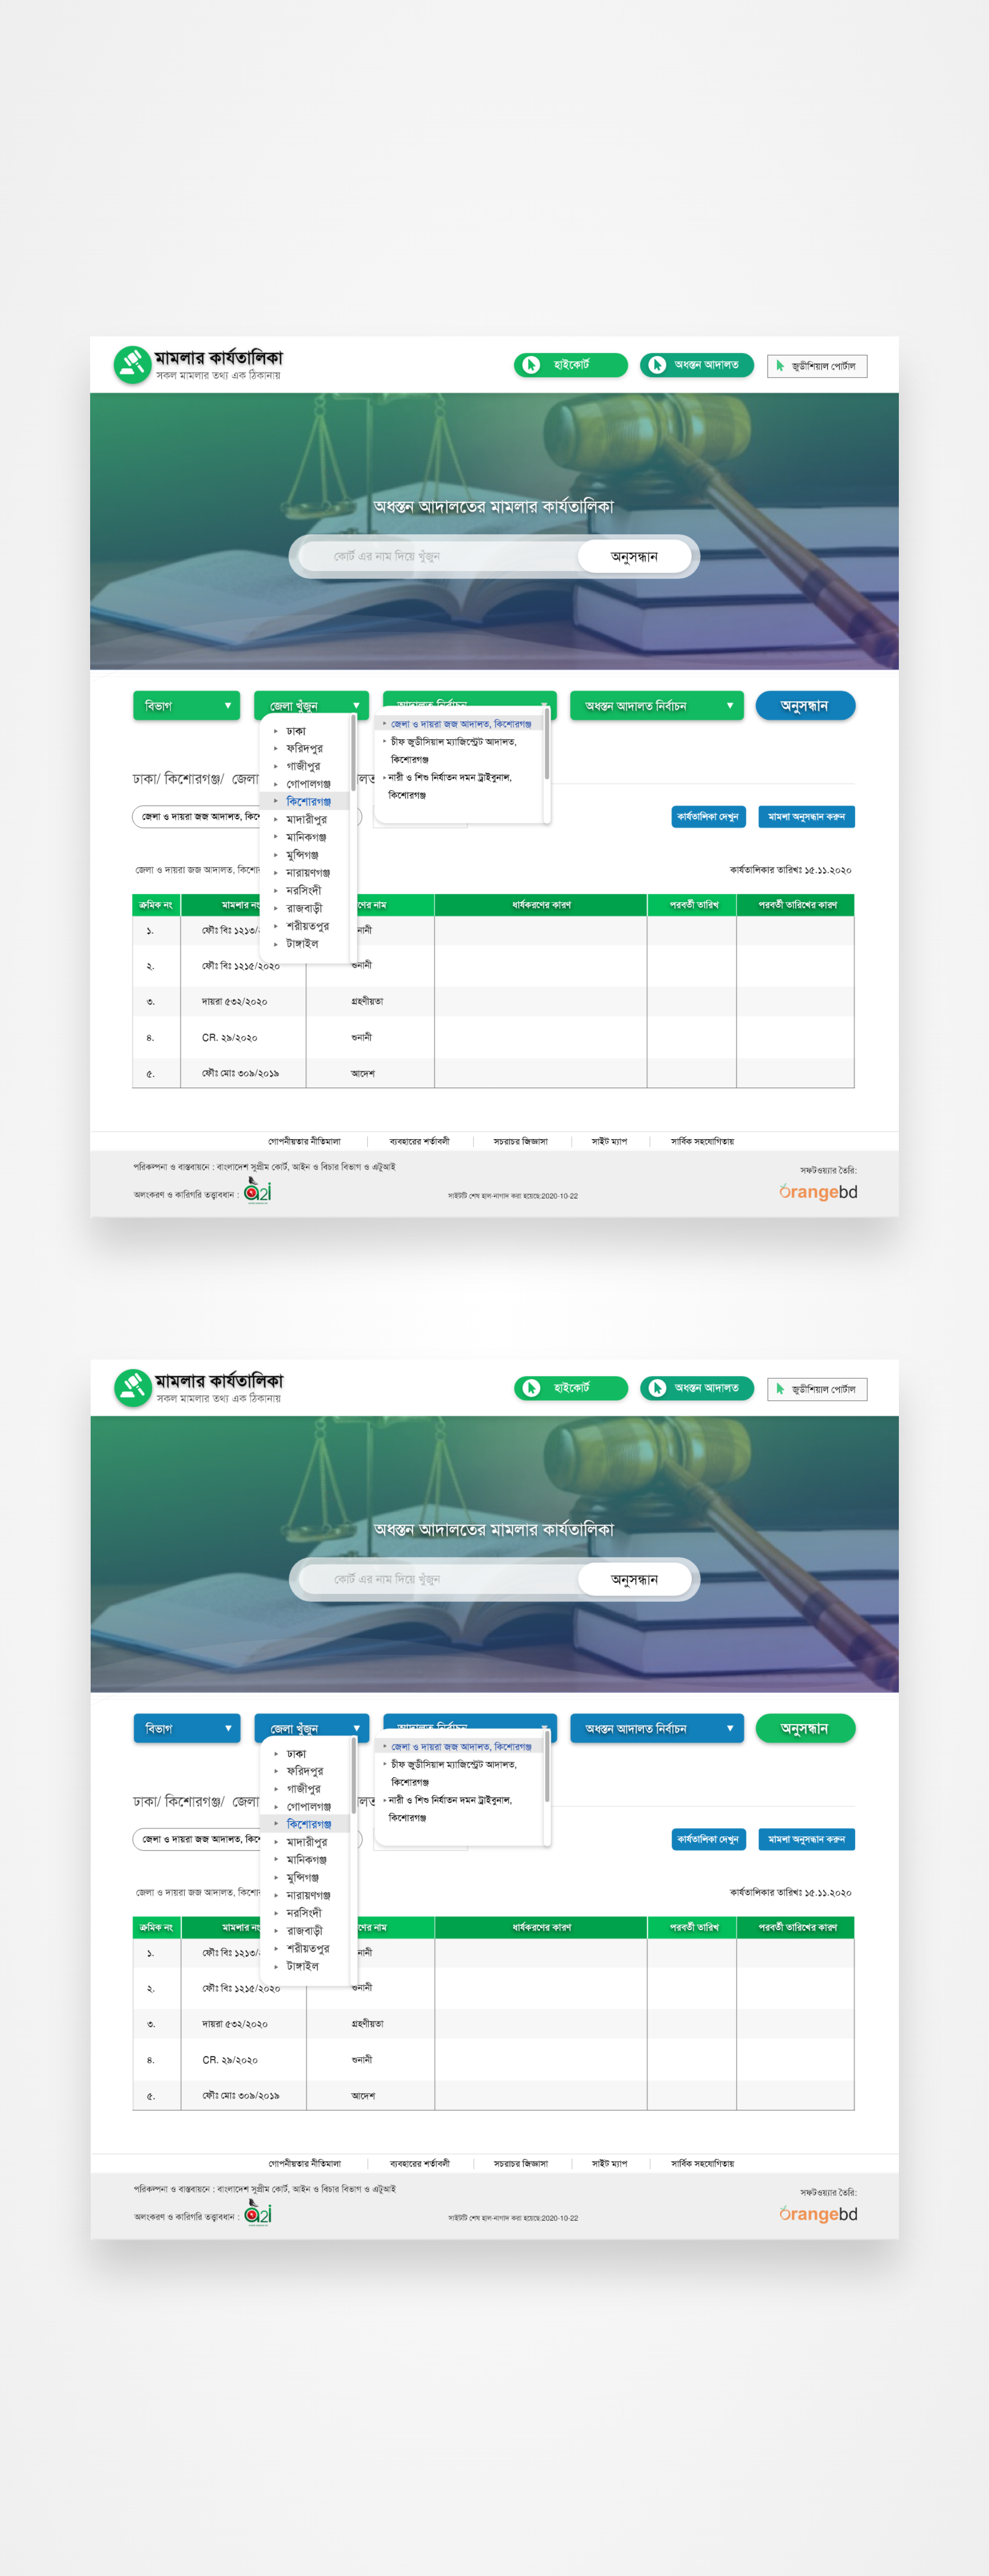 মামলার কার্যতালিকা
সকল মামলার তথ্য এক ঠিকানায়
হাইকোর্ট
অধস্তন আদালত
জুডীশিয়াল পোর্টাল
অধস্তন আদালতের মামলার কার্যতালিকা
কোর্ট এর নাম দিয়ে খুঁজুন
অনুসন্ধান
বিভাগ
জেলা খুঁজুন
আদালত নির্বাচন
অধস্তন আদালত নির্বাচন
অনুসন্ধান
ঢাকা
ফরিদপুর
গাজীপুর
গোপালগঞ্জ
কিশোরগঞ্জ
মাদারীপুর
মানিকগঞ্জ
মুন্সিগঞ্জ
নারায়ণগঞ্জ
নরসিংদী
রাজবাড়ী
শরীয়তপুর
টাঙ্গাইল
জেলা ও দায়রা জজ আদালত, কিশোরগঞ্জ
চীফ জুডীসিয়াল ম্যাজিস্ট্রেট আদালত,
কিশোরগঞ্জ
নারী ও শিশু নির্যাতন দমন ট্রাইবুনাল,
কিশোরগঞ্জ
ঢাকা/ কিশোরগঞ্জ/ জেলা
জেলা ও দায়রা জজ আদালত,
কার্যতালিকা দেখুন
মামলা অনুসন্ধান করুন
জেলা ও দায়রা জজ আদালত,
কার্যতালিকার তারিখঃ ১৫.১১.২০২০
ক্রমিক নং মামলার নং নাম ধার্যকরণের কারণ পরবর্তী তারিখ পরবর্তী তারিখের কারণ
১. ফৌঃ বিঃ ১২১৩/
২. ফৌঃ বিঃ ১২১৫/২০২০ শুনানী
৩. দায়রা ৫৩২/২০২০ গ্রহণীয়তা
৪. CR. ২৯/২০২০ শুনানী
৫. ফৌঃ মোঃ ৩০৯/২০১৯ আদেশ
গোপনীয়তার নীতিমালা
ব্যবহারের শর্তাবলী
সচরাচর জিজ্ঞাসা
সাইট ম্যাপ
সার্বিক সহযোগিতায়
পরিকল্পনা ও বাস্তবায়নে : বাংলাদেশ সুপ্রীম কোর্ট, আইন ও বিচার বিভাগ ও এটুআই
অলংকরণ ও কারিগরি তত্ত্বাবধান : a2i
সাইটটি শেষ হাল-নাগাদ করা হয়েছে:2020-10-22
সফটওয়্যার তৈরি:
Orangebd
মামলার কার্যতালিকা
সকল মামলার তথ্য এক ঠিকানায়
হাইকোর্ট
অধস্তন আদালত
জুডীশিয়াল পোর্টাল
অধস্তন আদালতের মামলার কার্যতালিকা
কোর্ট এর নাম দিয়ে খুঁজুন
অনুসন্ধান
বিভাগ
জেলা খুঁজুন
আদালত নির্বাচন
অধস্তন আদালত নির্বাচন
অনুসন্ধান
ঢাকা
ফরিদপুর
গাজীপুর
গোপালগঞ্জ
কিশোরগঞ্জ
মাদারীপুর
মানিকগঞ্জ
মুন্সিগঞ্জ
নারায়ণগঞ্জ
নরসিংদী
রাজবাড়ী
শরীয়তপুর
টাঙ্গাইল
জেলা ও দায়রা জজ আদালত, কিশোরগঞ্জ
চীফ জুডীসিয়াল ম্যাজিস্ট্রেট আদালত,
কিশোরগঞ্জ
নারী ও শিশু নির্যাতন দমন ট্রাইবুনাল,
কিশোরগঞ্জ
ঢাকা/ কিশোরগঞ্জ/ জেলা
জেলা ও দায়রা জজ আদালত,
কার্যতালিকা দেখুন
মামলা অনুসন্ধান করুন
জেলা ও দায়রা জজ আদালত,
কার্যতালিকার তারিখঃ ১৫.১১.২০২০
ক্রমিক নং মামলার নং নাম ধার্যকরণের কারণ পরবর্তী তারিখ পরবর্তী তারিখের কারণ
১. ফৌঃ বিঃ ১২১৩/
২. ফৌঃ বিঃ ১২১৫/২০২০ শুনানী
৩. দায়রা ৫৩২/২০২০ গ্রহণীয়তা
৪. CR. ২৯/২০২০ শুনানী
৫. ফৌঃ মোঃ ৩০৯/২০১৯ আদেশ
গোপনীয়তার নীতিমালা
ব্যবহারের শর্তাবলী
সচরাচর জিজ্ঞাসা
সাইট ম্যাপ
সার্বিক সহযোগিতায়
পরিকল্পনা ও বাস্তবায়নে : বাংলাদেশ সুপ্রীম কোর্ট, আইন ও বিচার বিভাগ ও এটুআই
অলংকরণ ও কারিগরি তত্ত্বাবধান : a2i
সাইটটি শেষ হাল-নাগাদ করা হয়েছে:2020-10-22
সফটওয়্যার তৈরি:
Orangebd